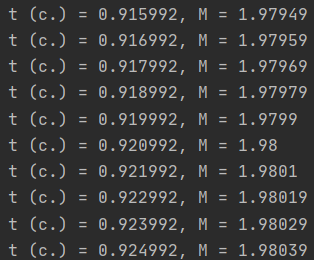 t (c.) = 0.915992, M = 1.97949
t (c.) = 0.916992, M = 1.97959
t (c.) = 0.917992, M = 1.97969
t (c.) = 0.918992, M = 1.97979
t (c.) = 0.919992, M = 1.9799
t (c.) = 0.920992, M = 1.98
t (c.) = 0.921992, M = 1.9801
t (c.) = 0.922992, M = 1.98019
t (c.) = 0.923992, M = 1.98029
t (c.) = 0.924992, M = 1.98039